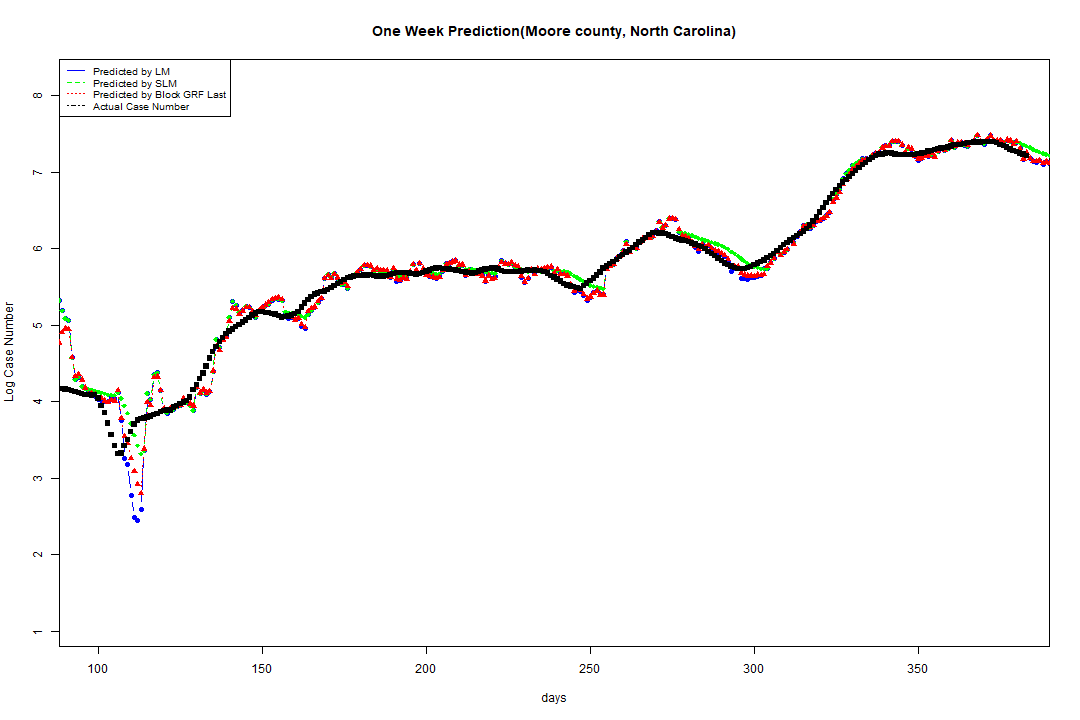 One Week Prediction(Moore county, North Carolina)
Predicted by LM
Predicted by SLM
Predicted by Block GRF Last
Actual Case Number
8
7
6
5
4
3
2
1
Log Case Number
100 150 200 250 300 350
days